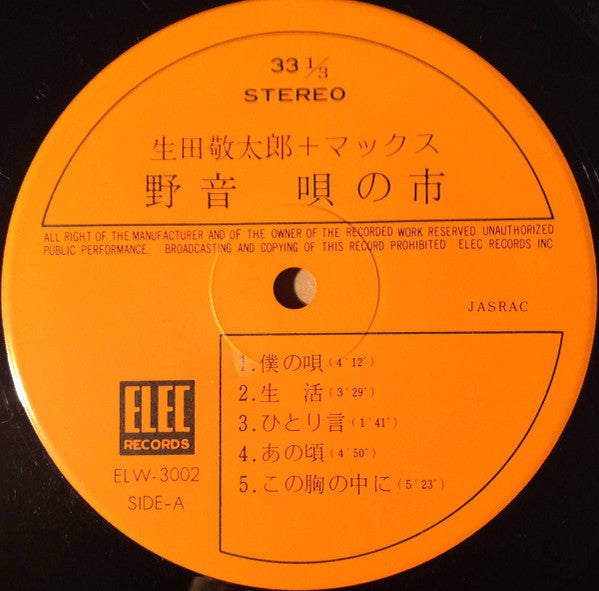 33 1/3
STEREO
生田敬太郎+マックス
野音 唄の市
ALL RIGHT OF THE MANUFACTURER AND OF THE OWNER OF THE RECORDED WORK RESERVED. UNAUTHORIZED
PUBLIC PERFORMANCE. BROADCASTING AND COPYING OF THIS RECORD PROHIBITED ELEC RECORDS INC
JASRAC
1.僕の唄(4'12")
2.生 活(3'29")
3.ひとり言(1'41")
4.あの頃(4'50")
5.この胸の中に(5'23")
ELEC
RECORDS
ELW-3002
SIDE-A